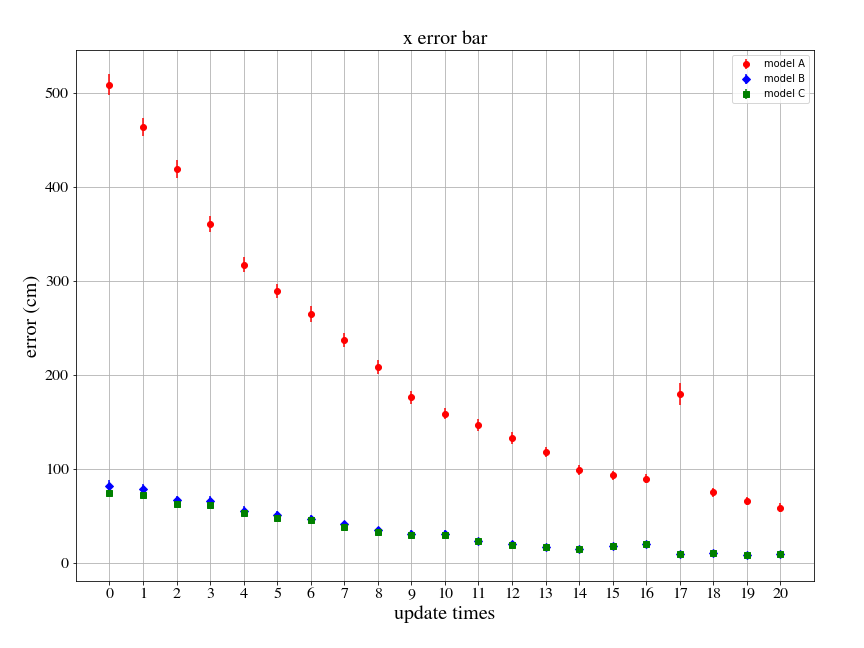 x error bar
model A
model B
model C
error (cm)
500
400
300
200
100
0
0 1 2 3 4 5 6 7 8 9 10 11 12 13 14 15 16 17 18 19 20
update times